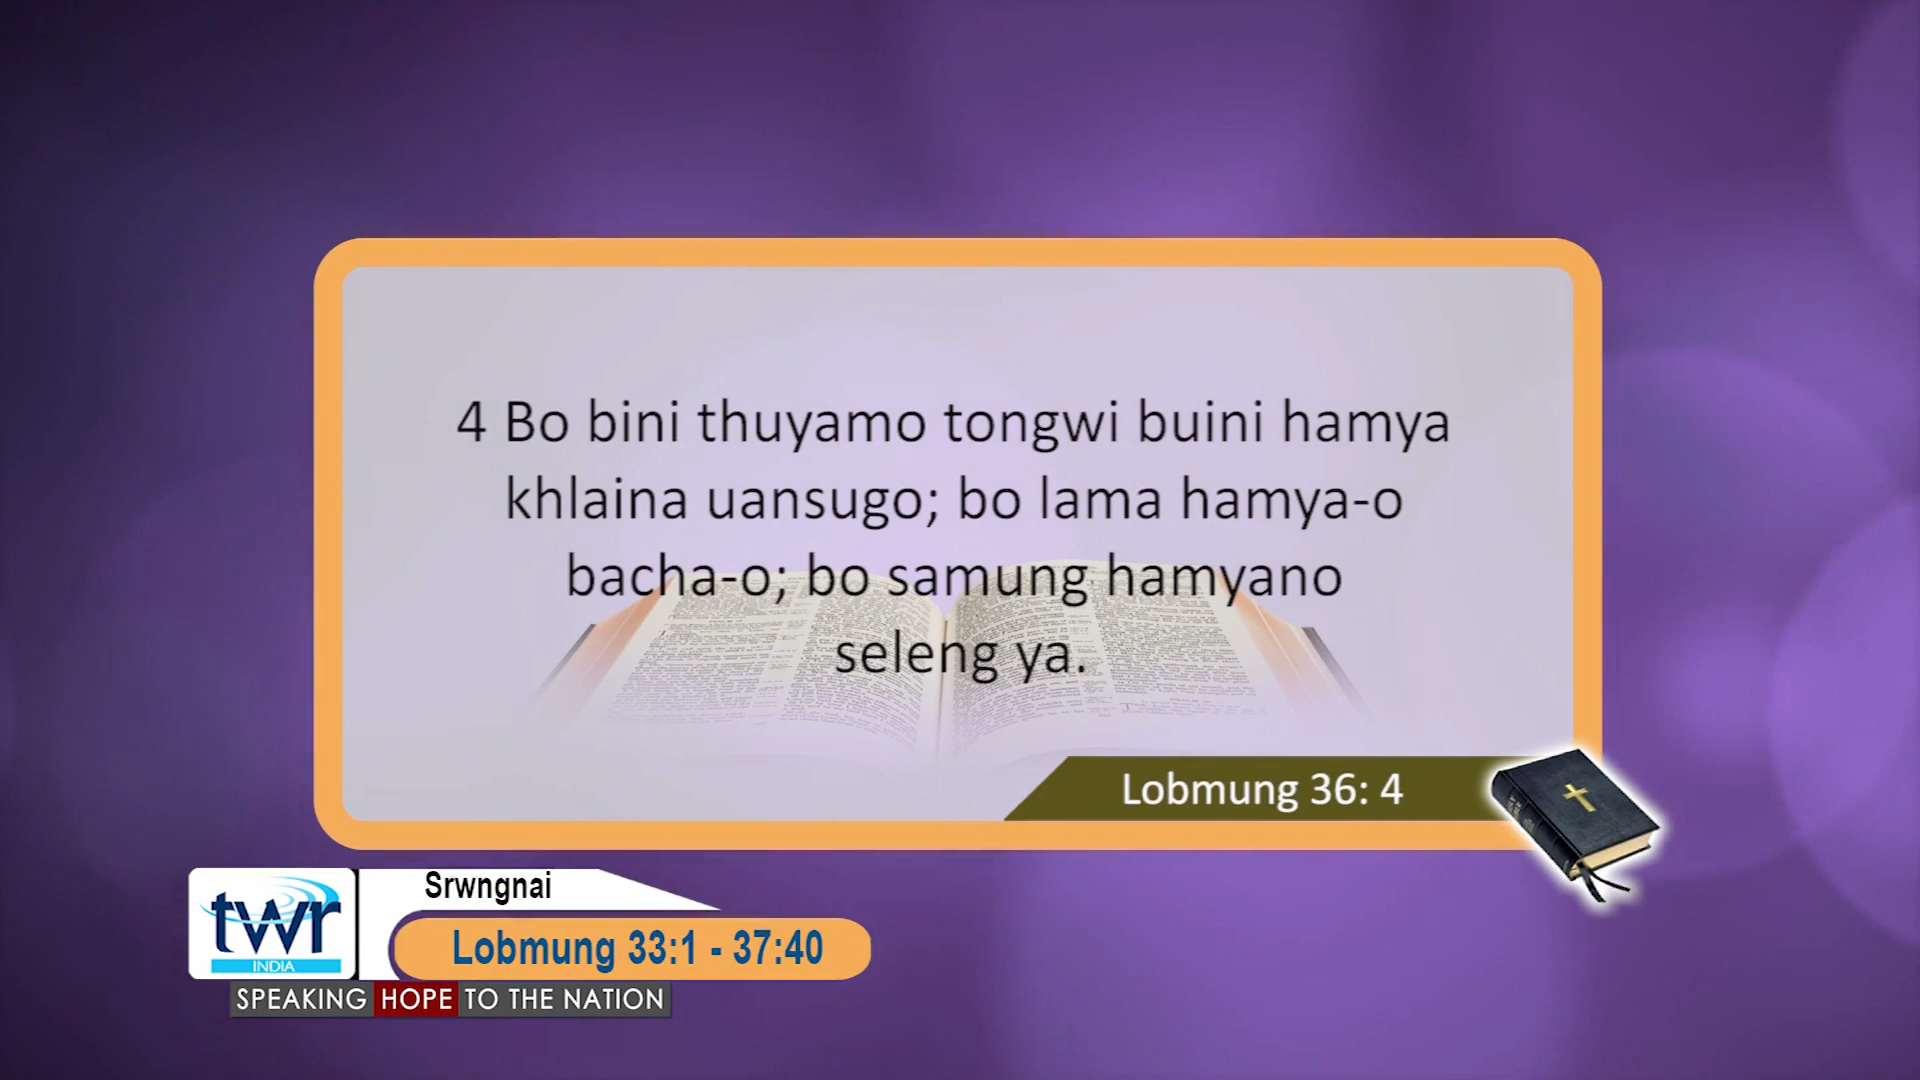 4 Bo bini thuyamo tongwi buini hamya
khlaina uansugo; bo lama hamya-o
bacha-o; bo samung hamyano
seleng ya.
Lobmung 36: 4
Srwngnai
twr
INDIA
Lobmung 33:1 - 37:40
SPEAKING HOPE TO THE NATION